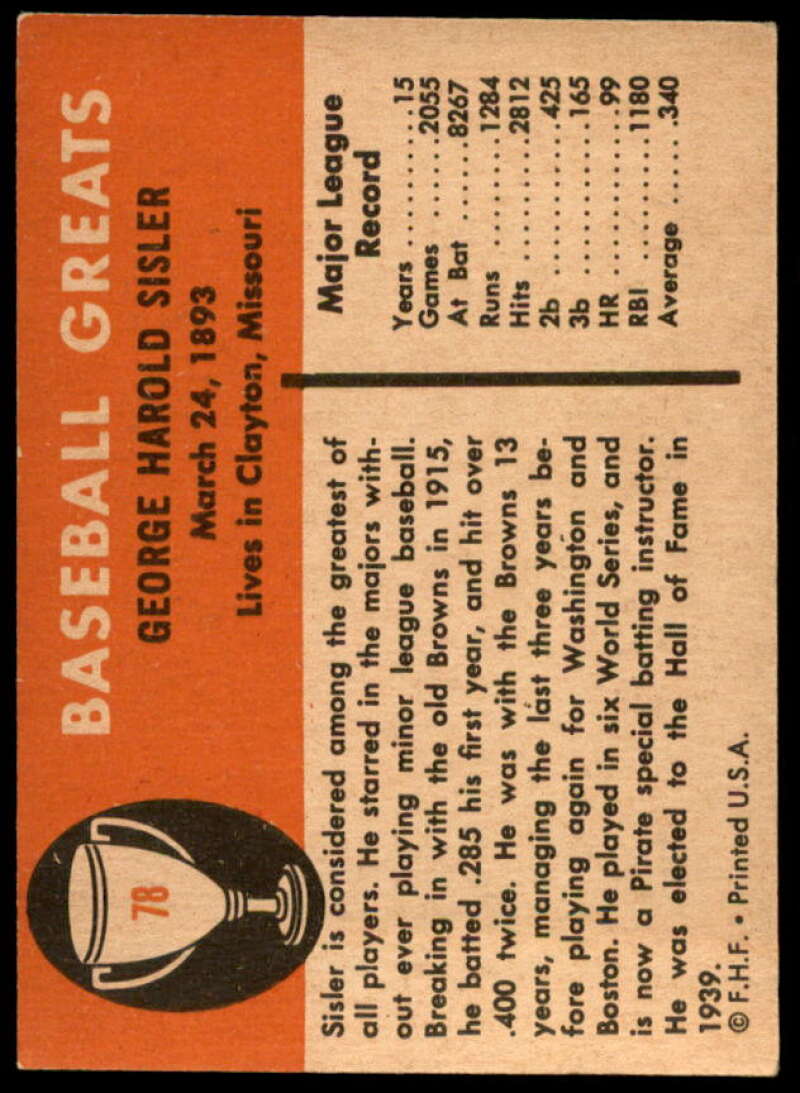 78
BASEBALL GREATS
GEORGE HAROLD SISLER
March 24, 1893
Lives in Clayton, Missouri
Sisler is considered among the greatest of
all players. He starred in the majors with-
out ever playing minor league baseball.
Breaking in with the old Browns in 1915,
he batted .285 his first year, and hit over
.400 twice. He was with the Browns 13
years, managing the last three years be-
fore playing again for Washington and
Boston. He played in six World Series, and
is now a Pirate special batting instructor.
He was elected to the Hall of Fame in
1939.
© F.H.F. • Printed U.S.A.
Major League
Record
Years ..........15
Games .......2055
At Bat ......8267
Runs ........1284
Hits .........2812
2b ...........425
3b ...........165
HR ............99
RBI .........1180
Average .....340